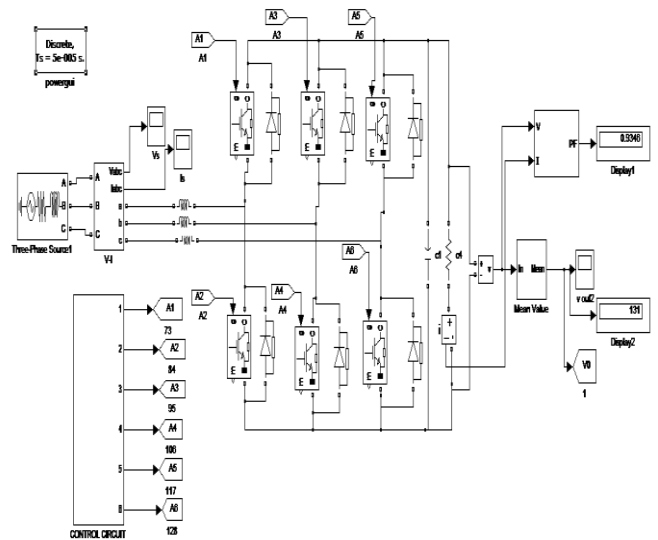 Discrete,
Ts = 5e-005 s.
powergui
A1
A1
A3
A3
A5
A5
E
E
E
Vs
Is
Vabc
Iabc
A
B
C
A
B
C
a
b
c
Three-Phase Source1
V-I
V
I
PF
0.9346
Display1
c1
r1
+
-
v
i
+
-
In
Mean
Mean Value
v out2
131
Display2
V0
1
A2
A2
A4
A4
A6
A6
E
E
E
1
2
3
4
5
6
A1
73
A2
84
A3
95
A4
106
A5
117
A6
128
CONTROL CIRCUIT